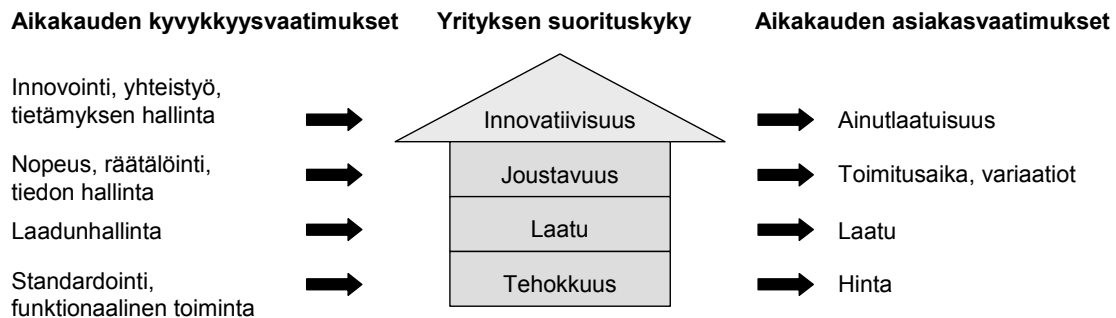 Aikakauden kyvykkyysvaatimukset
Yrityksen suorituskyky
Aikakauden asiakasvaatimukset
Innovointi, yhteistyö,
tietämyksen hallinta
Innovatiivisuus
Ainutlaatuisuus
Nopeus, räätälöinti,
tiedon hallinta
Joustavuus
Toimitusaika, variaatiot
Laadunhallinta
Laatu
Laatu
Standardointi,
funktionaalinen toiminta
Tehokkuus
Hinta